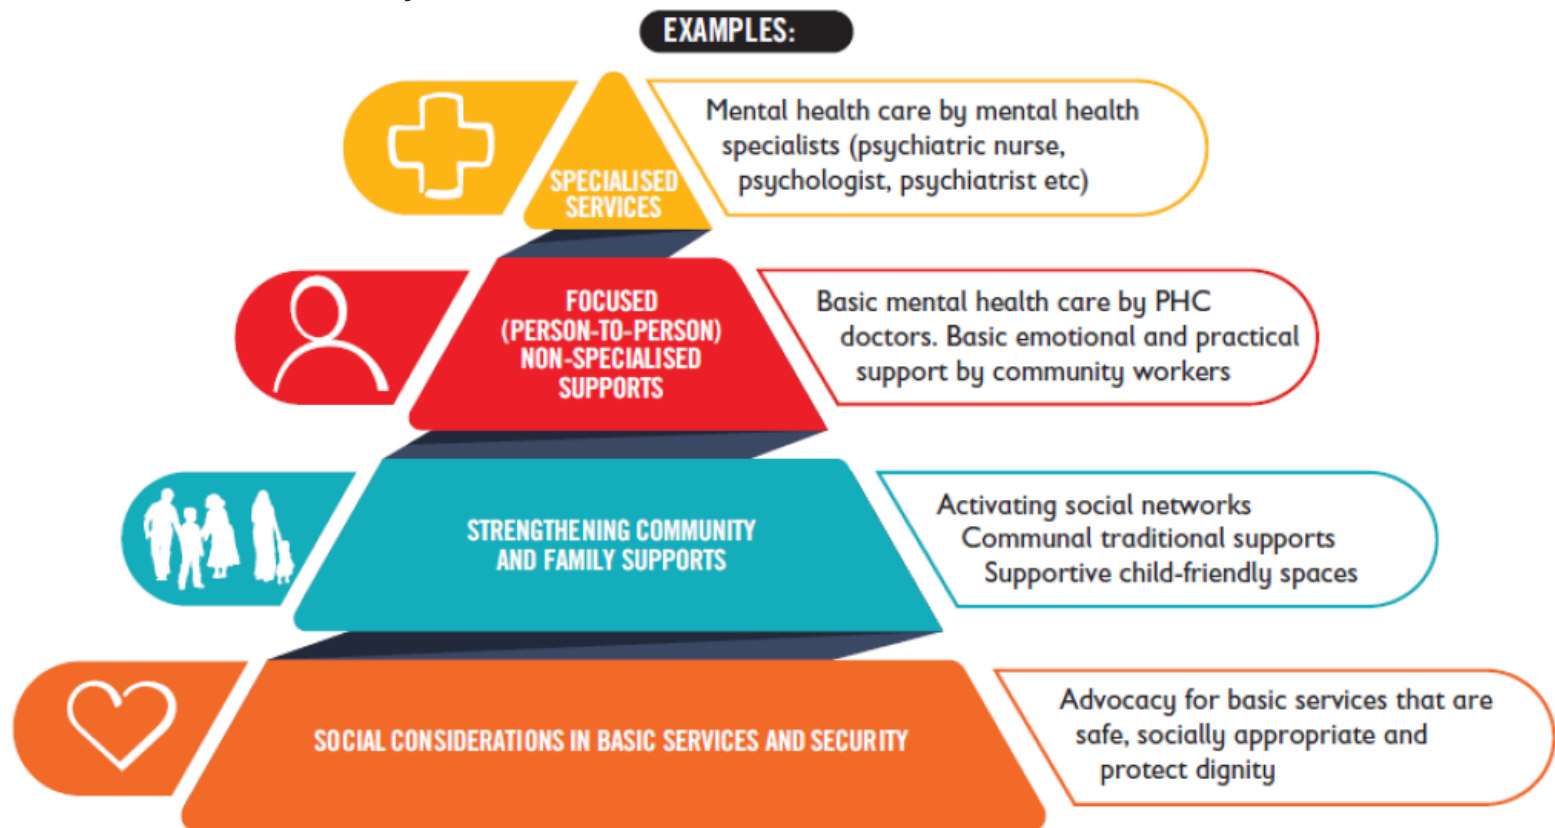 EXAMPLES:
SPECIALISED
SERVICES
Mental health care by mental health
specialists (psychiatric nurse,
psychologist, psychiatrist etc)
FOCUSED
(PERSON-TO-PERSON)
NON-SPECIALISED
SUPPORTS
Basic mental health care by PHC
doctors. Basic emotional and practical
support by community workers
STRENGTHENING COMMUNITY
AND FAMILY SUPPORTS
Activating social networks
Communal traditional supports
Supportive child-friendly spaces
SOCIAL CONSIDERATIONS IN BASIC SERVICES AND SECURITY
Advocacy for basic services that are
safe, socially appropriate and
protect dignity